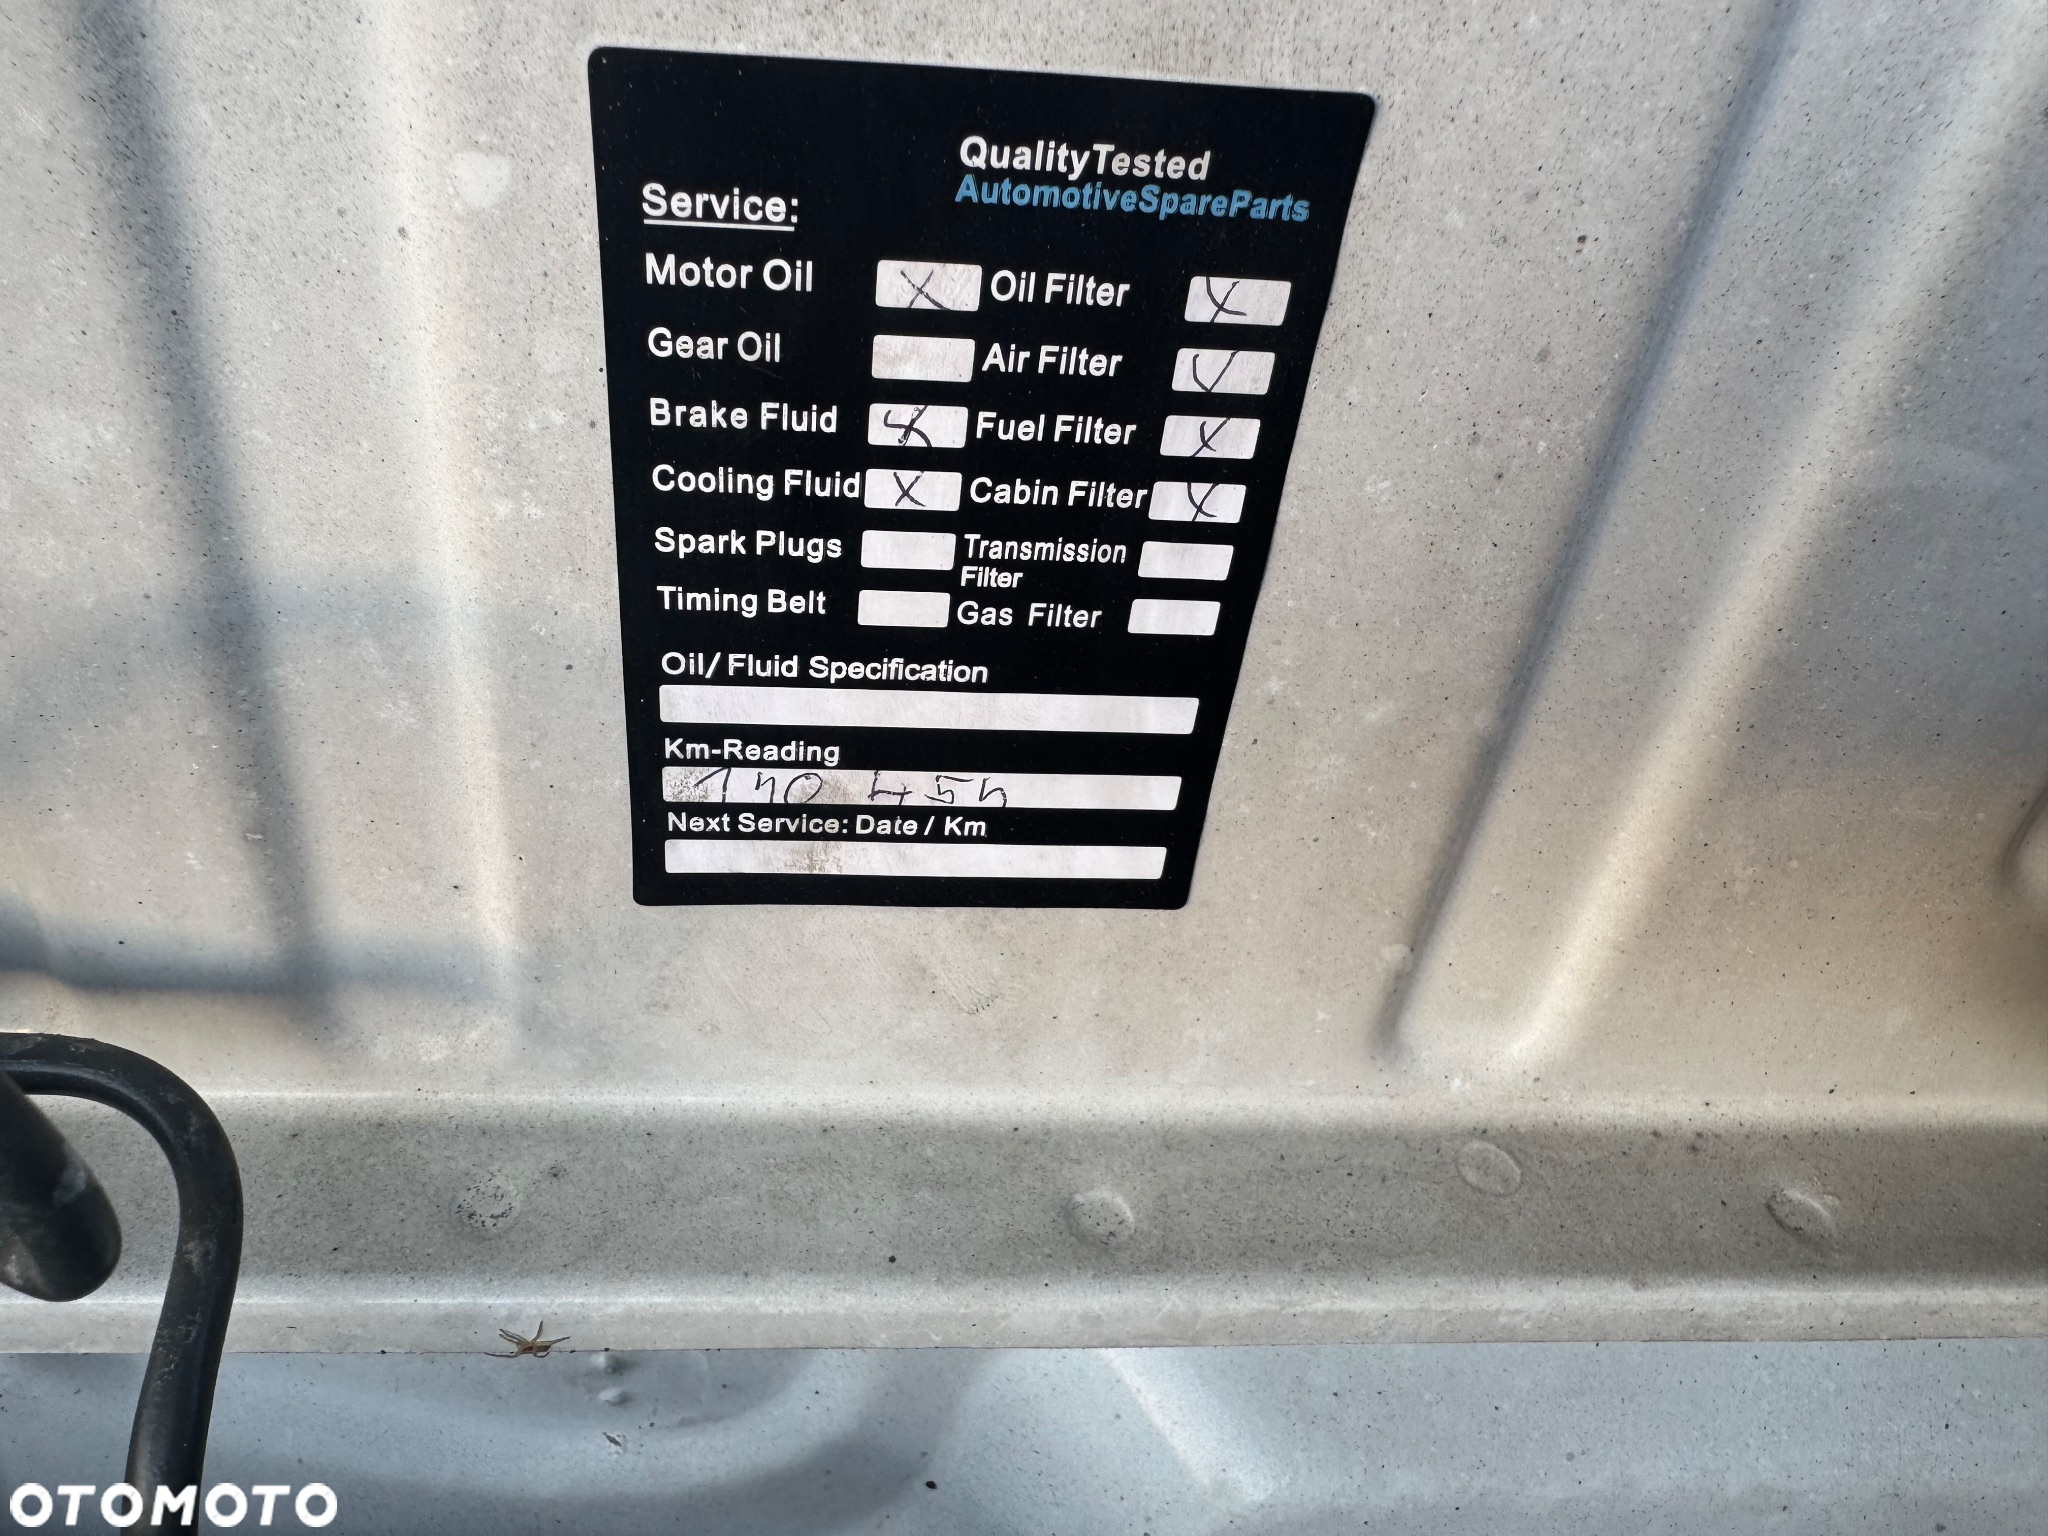 QualityTested
AutomotiveSpareParts
Service:
Motor Oil X Oil Filter X
Gear Oil Air Filter V
Brake Fluid X Fuel Filter X
Cooling Fluid X Cabin Filter X
Spark Plugs Transmission
Filter
Timing Belt Gas Filter
Oil/ Fluid Specification
Km-Reading
Next Service: Date / Km
OTOMOTO